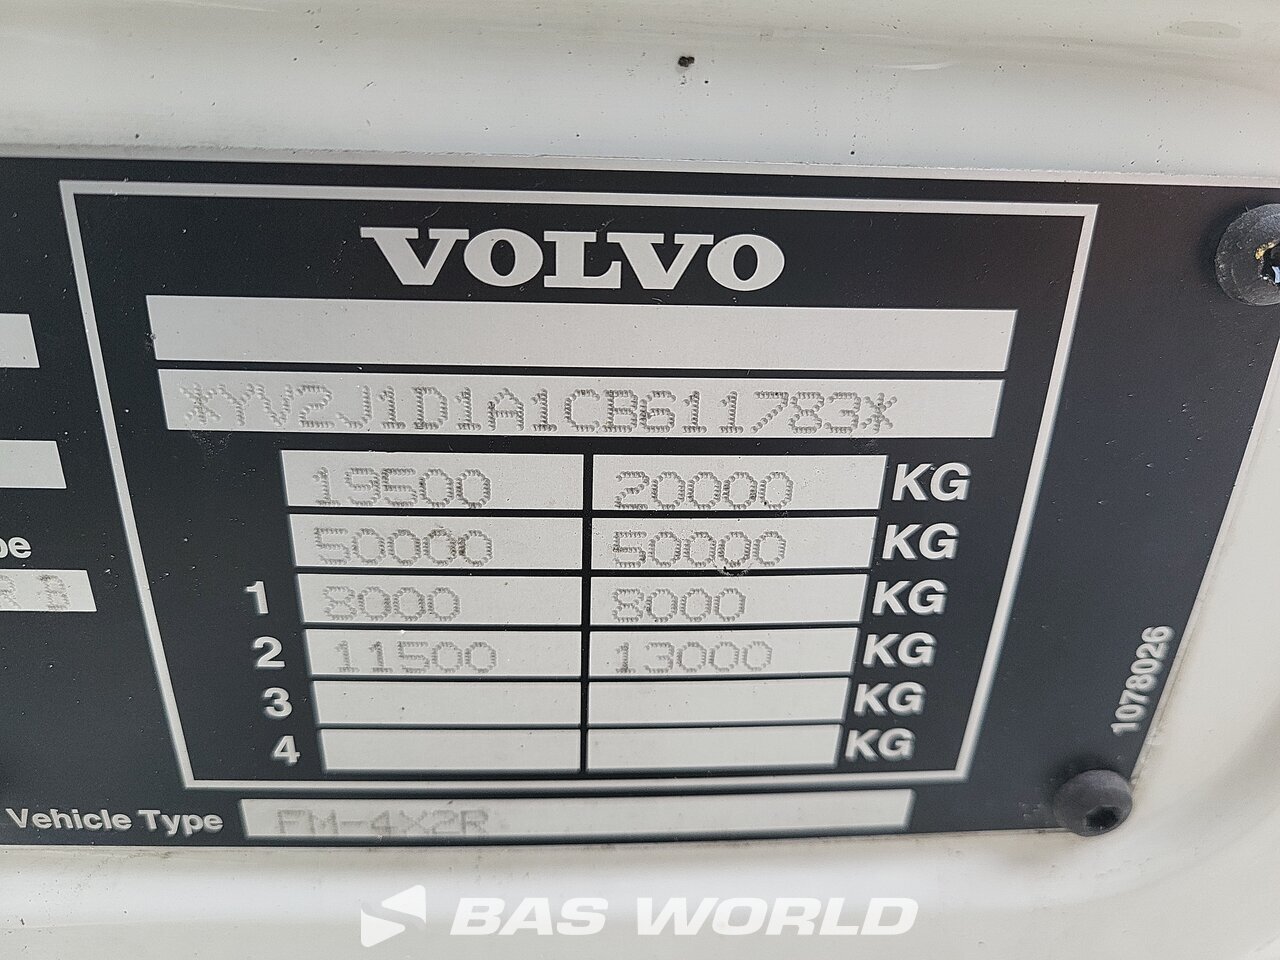 VOLVO
*YV2J1D1A1CB611783*
19500 20000 KG
50000 50000 KG
1 8000 8000 KG
2 11500 13000 KG
3 KG
4 KG
1078026
Vehicle Type FM-4X2R
BAS WORLD